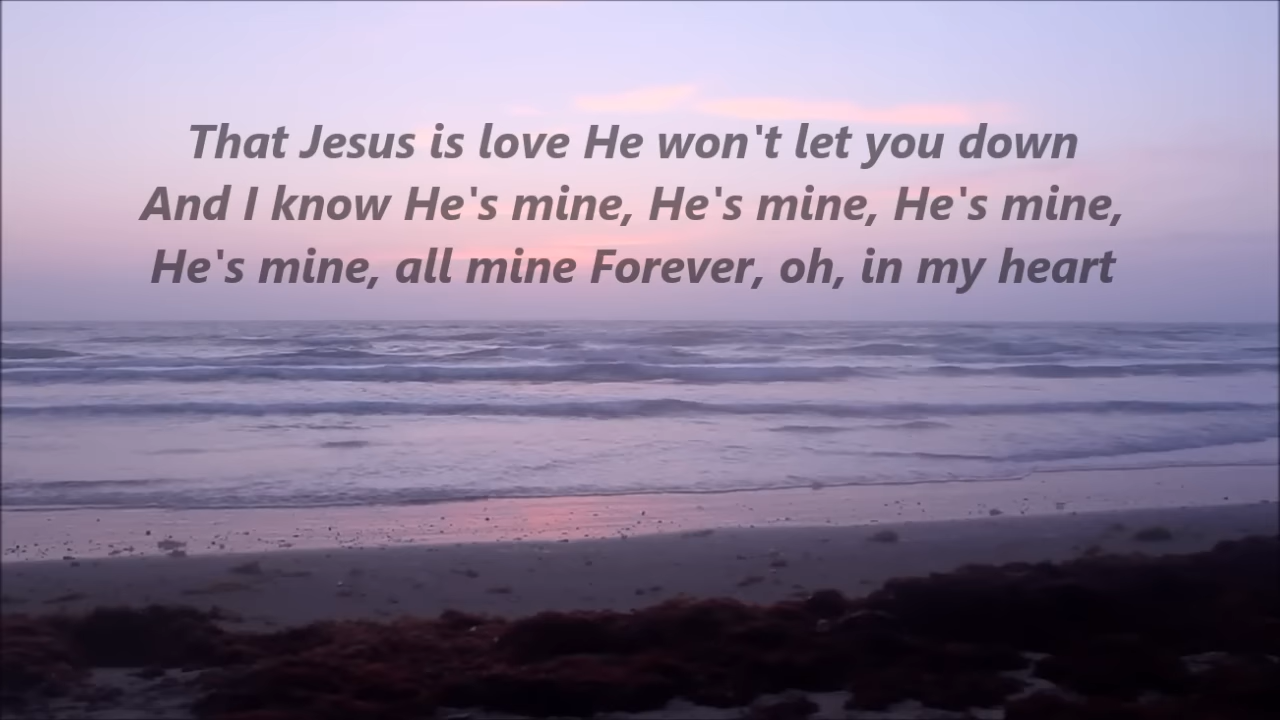 That Jesus is love He won't let you down
And I know He's mine, He's mine, He's mine,
He's mine, all mine Forever, oh, in my heart